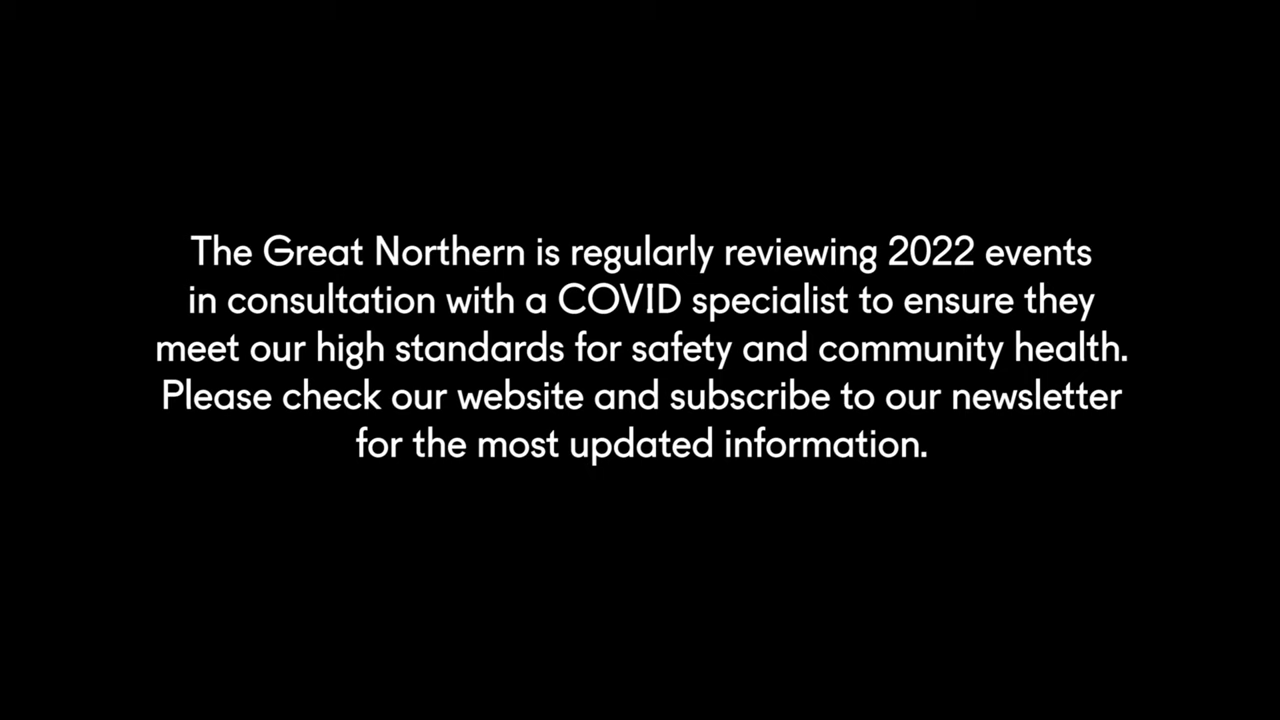 The Great Northern is regularly reviewing 2022 events
in consultation with a COVID specialist to ensure they
meet our high standards for safety and community health.
Please check our website and subscribe to our newsletter
for the most updated information.